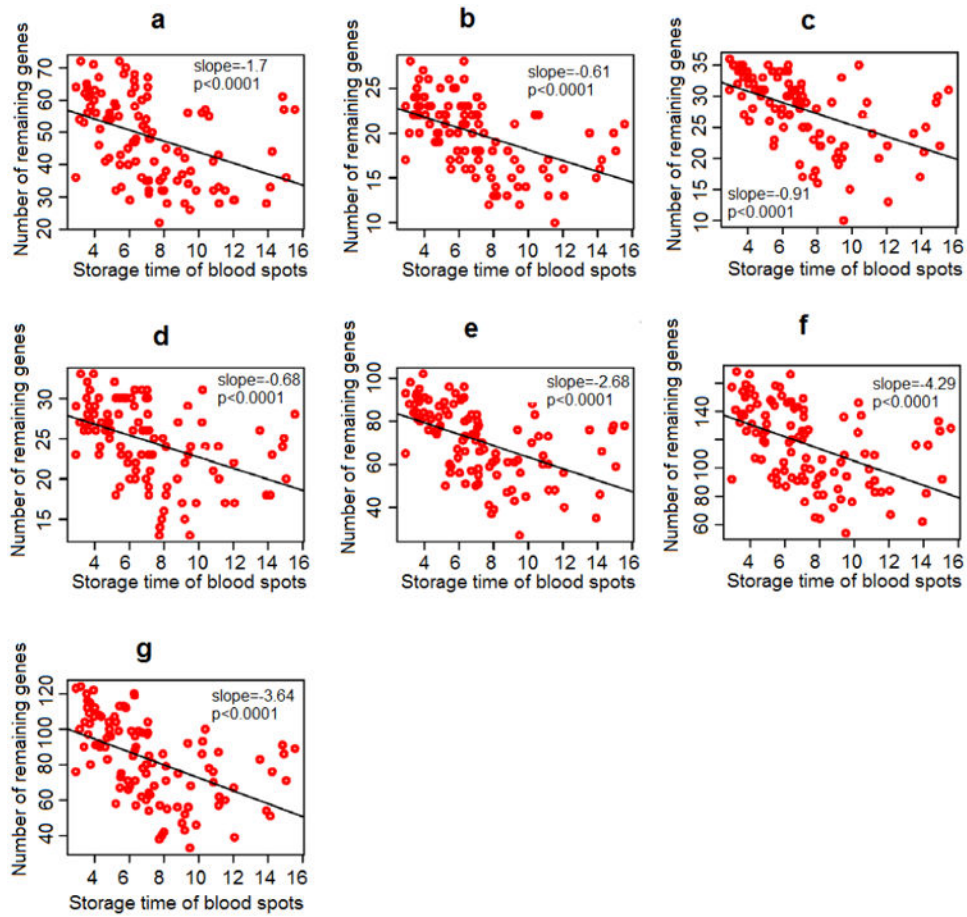 a
slope=-1.7
p<0.0001
Number of remaining genes
70
60
50
40
30
20
4 6 8 10 12 14 16
Storage time of blood spots
b
slope=-0.61
p<0.0001
Number of remaining genes
25
20
15
10
4 6 8 10 12 14 16
Storage time of blood spots
c
slope=-0.91
p<0.0001
Number of remaining genes
35
30
25
20
15
10
4 6 8 10 12 14 16
Storage time of blood spots
d
slope=-0.68
p<0.0001
Number of remaining genes
30
25
20
15
4 6 8 10 12 14 16
Storage time of blood spots
e
slope=-2.68
p<0.0001
Number of remaining genes
100
80
60
40
4 6 8 10 12 14 16
Storage time of blood spots
f
slope=-4.29
p<0.0001
Number of remaining genes
140
100
80
60
4 6 8 10 12 14 16
Storage time of blood spots
g
slope=-3.64
p<0.0001
Number of remaining genes
120
100
80
60
40
4 6 8 10 12 14 16
Storage time of blood spots